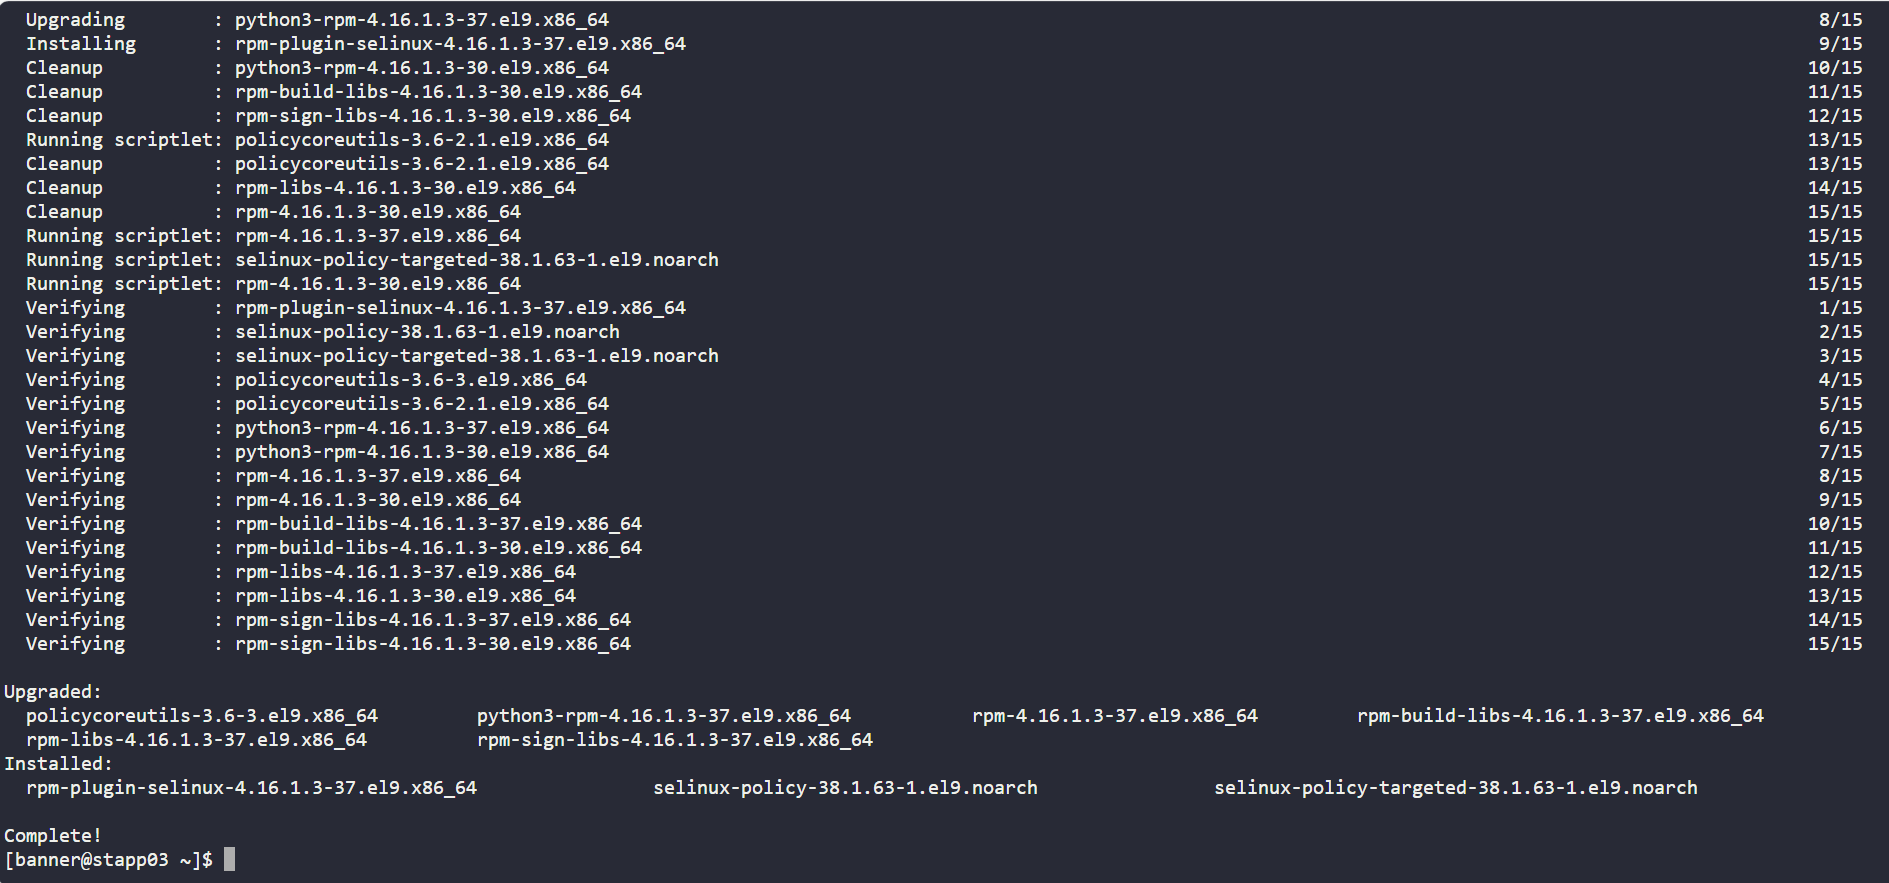 Upgrading        : python3-rpm-4.16.1.3-37.el9.x86_64 8/15
Installing       : rpm-plugin-selinux-4.16.1.3-37.el9.x86_64 9/15
Cleanup          : python3-rpm-4.16.1.3-30.el9.x86_64 10/15
Cleanup          : rpm-build-libs-4.16.1.3-30.el9.x86_64 11/15
Cleanup          : rpm-sign-libs-4.16.1.3-30.el9.x86_64 12/15
Running scriptlet: policycoreutils-3.6-2.1.el9.x86_64 13/15
Cleanup          : policycoreutils-3.6-2.1.el9.x86_64 13/15
Cleanup          : rpm-libs-4.16.1.3-30.el9.x86_64 14/15
Cleanup          : rpm-4.16.1.3-30.el9.x86_64 15/15
Running scriptlet: rpm-4.16.1.3-37.el9.x86_64 15/15
Running scriptlet: selinux-policy-targeted-38.1.63-1.el9.noarch 15/15
Running scriptlet: rpm-4.16.1.3-30.el9.x86_64 15/15
Verifying        : rpm-plugin-selinux-4.16.1.3-37.el9.x86_64 1/15
Verifying        : selinux-policy-38.1.63-1.el9.noarch 2/15
Verifying        : selinux-policy-targeted-38.1.63-1.el9.noarch 3/15
Verifying        : policycoreutils-3.6-3.el9.x86_64 4/15
Verifying        : policycoreutils-3.6-2.1.el9.x86_64 5/15
Verifying        : python3-rpm-4.16.1.3-37.el9.x86_64 6/15
Verifying        : python3-rpm-4.16.1.3-30.el9.x86_64 7/15
Verifying        : rpm-4.16.1.3-37.el9.x86_64 8/15
Verifying        : rpm-4.16.1.3-30.el9.x86_64 9/15
Verifying        : rpm-build-libs-4.16.1.3-37.el9.x86_64 10/15
Verifying        : rpm-build-libs-4.16.1.3-30.el9.x86_64 11/15
Verifying        : rpm-libs-4.16.1.3-37.el9.x86_64 12/15
Verifying        : rpm-libs-4.16.1.3-30.el9.x86_64 13/15
Verifying        : rpm-sign-libs-4.16.1.3-37.el9.x86_64 14/15
Verifying        : rpm-sign-libs-4.16.1.3-30.el9.x86_64 15/15
Upgraded:
policycoreutils-3.6-3.el9.x86_64 python3-rpm-4.16.1.3-37.el9.x86_64 rpm-4.16.1.3-37.el9.x86_64 rpm-build-libs-4.16.1.3-37.el9.x86_64
rpm-libs-4.16.1.3-37.el9.x86_64 rpm-sign-libs-4.16.1.3-37.el9.x86_64
Installed:
rpm-plugin-selinux-4.16.1.3-37.el9.x86_64 selinux-policy-38.1.63-1.el9.noarch selinux-policy-targeted-38.1.63-1.el9.noarch
Complete!
[banner@stapp03 ~]$